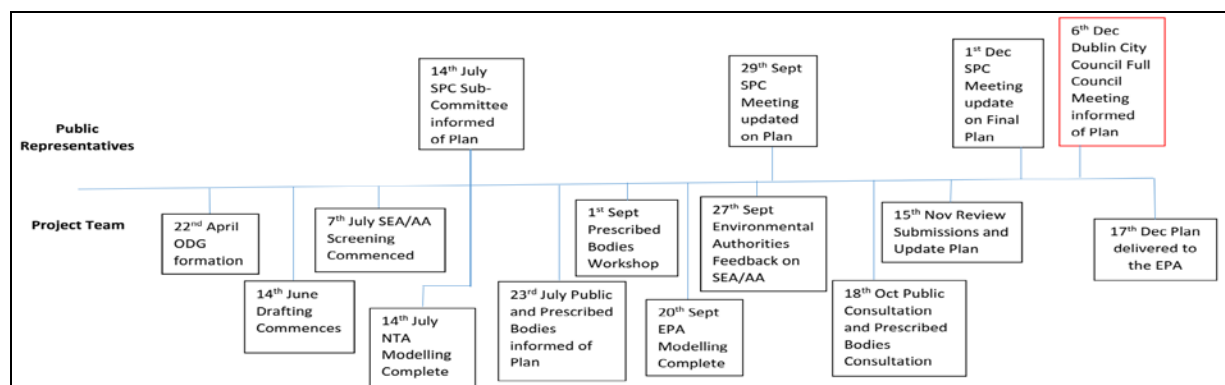 14th July
SPC Sub-
Committee
informed
of Plan
29th Sept
SPC
Meeting
updated
on Plan
1st Dec
SPC
Meeting
update
on Final
Plan
6th Dec
Dublin City
Council Full
Council
Meeting
informed
of Plan
Public
Representatives
Project Team
22nd April
ODG
formation
14th June
Drafting
Commences
7th July SEA/AA
Screening
Commenced
14th July
NTA
Modelling
Complete
23rd July Public
and Prescribed
Bodies
informed of
Plan
1st Sept
Prescribed
Bodies
Workshop
20th Sept
EPA
Modelling
Complete
27th Sept
Environmental
Authorities
Feedback on
SEA/AA
18th Oct Public
Consultation
and Prescribed
Bodies
Consultation
15th Nov Review
Submissions and
Update Plan
17th Dec Plan
delivered to
the EPA